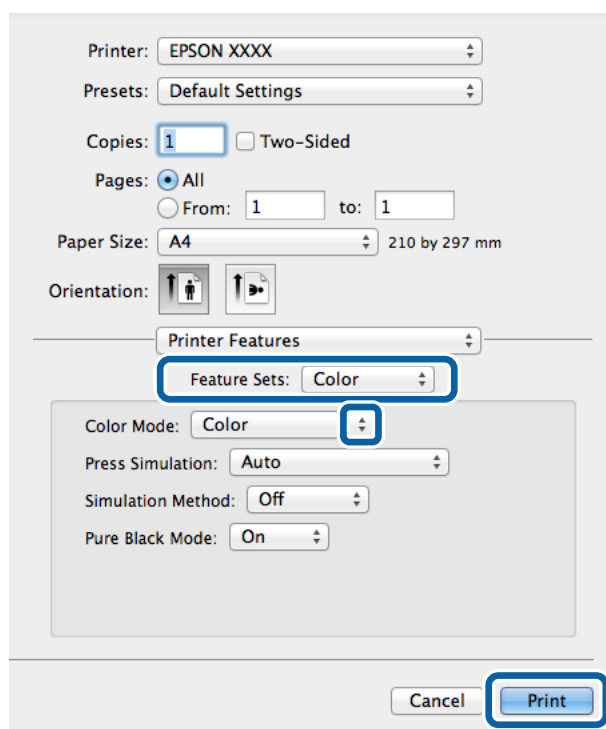 Printer: EPSON XXXX
Presets: Default Settings
Copies: 1 Two-Sided
Pages: All
From: 1 to: 1
Paper Size: A4 210 by 297 mm
Orientation:
Printer Features
Feature Sets: Color
Color Mode: Color
Press Simulation: Auto
Simulation Method: Off
Pure Black Mode: On
Cancel Print